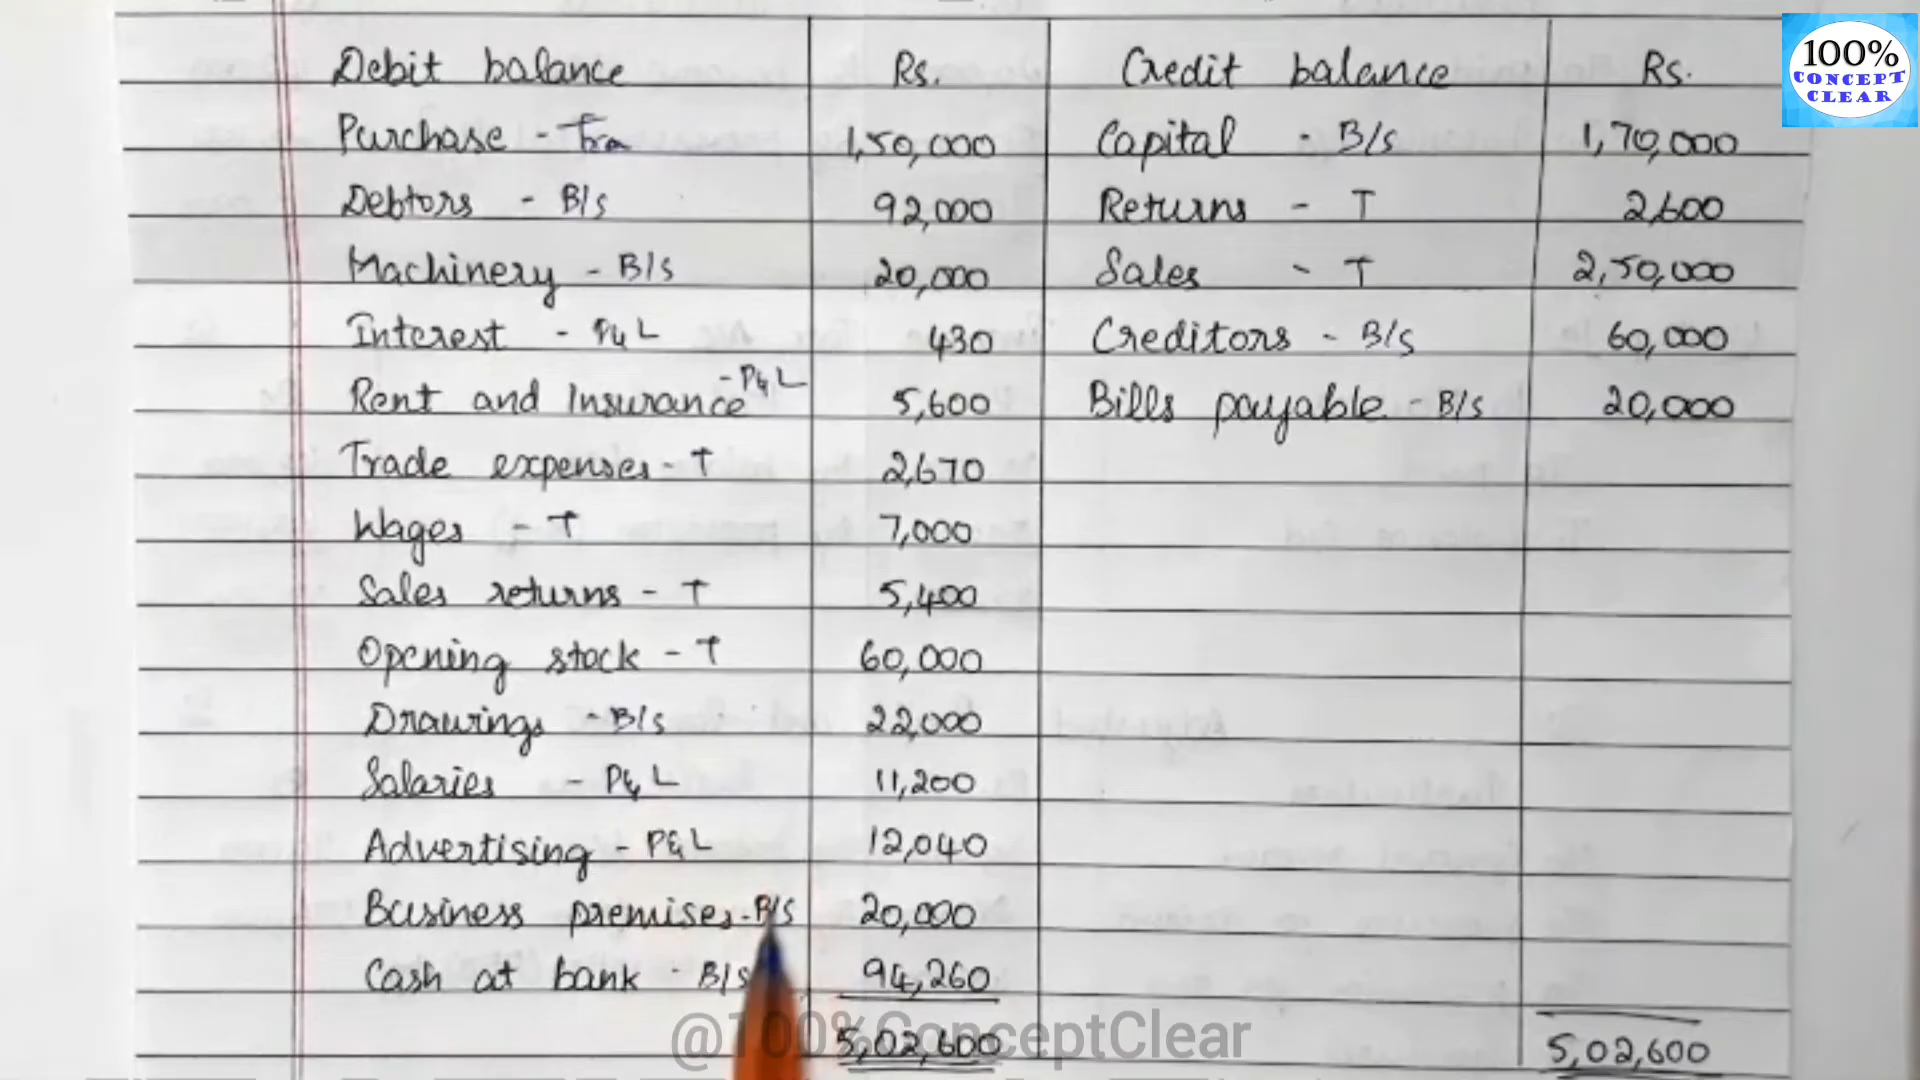 Debit balance Rs. Credit balance Rs.
Purchase - Tra 1,50,000 Capital - B/s 1,70,000
Debtors - B/s 92,000 Returns - T 2,600
Machinery - B/s 20,000 Sales - T 2,50,000
Interest - P& L 430 Creditors - B/s 60,000
Rent and Insurance - P& L 5,600 Bills payable - B/s 20,000
Trade expenses - T 2,670
Wages - T 7,000
Sales returns - T 5,400
Opening stock - T 60,000
Drawings - B/s 22,000
Salaries - P& L 11,200
Advertising - P& L 12,040
Business premises - B/s 20,000
Cash at bank - B/s 94,260
5,02,600 5,02,600
100%
CONCEPT
CLEAR
@100%ConceptClear